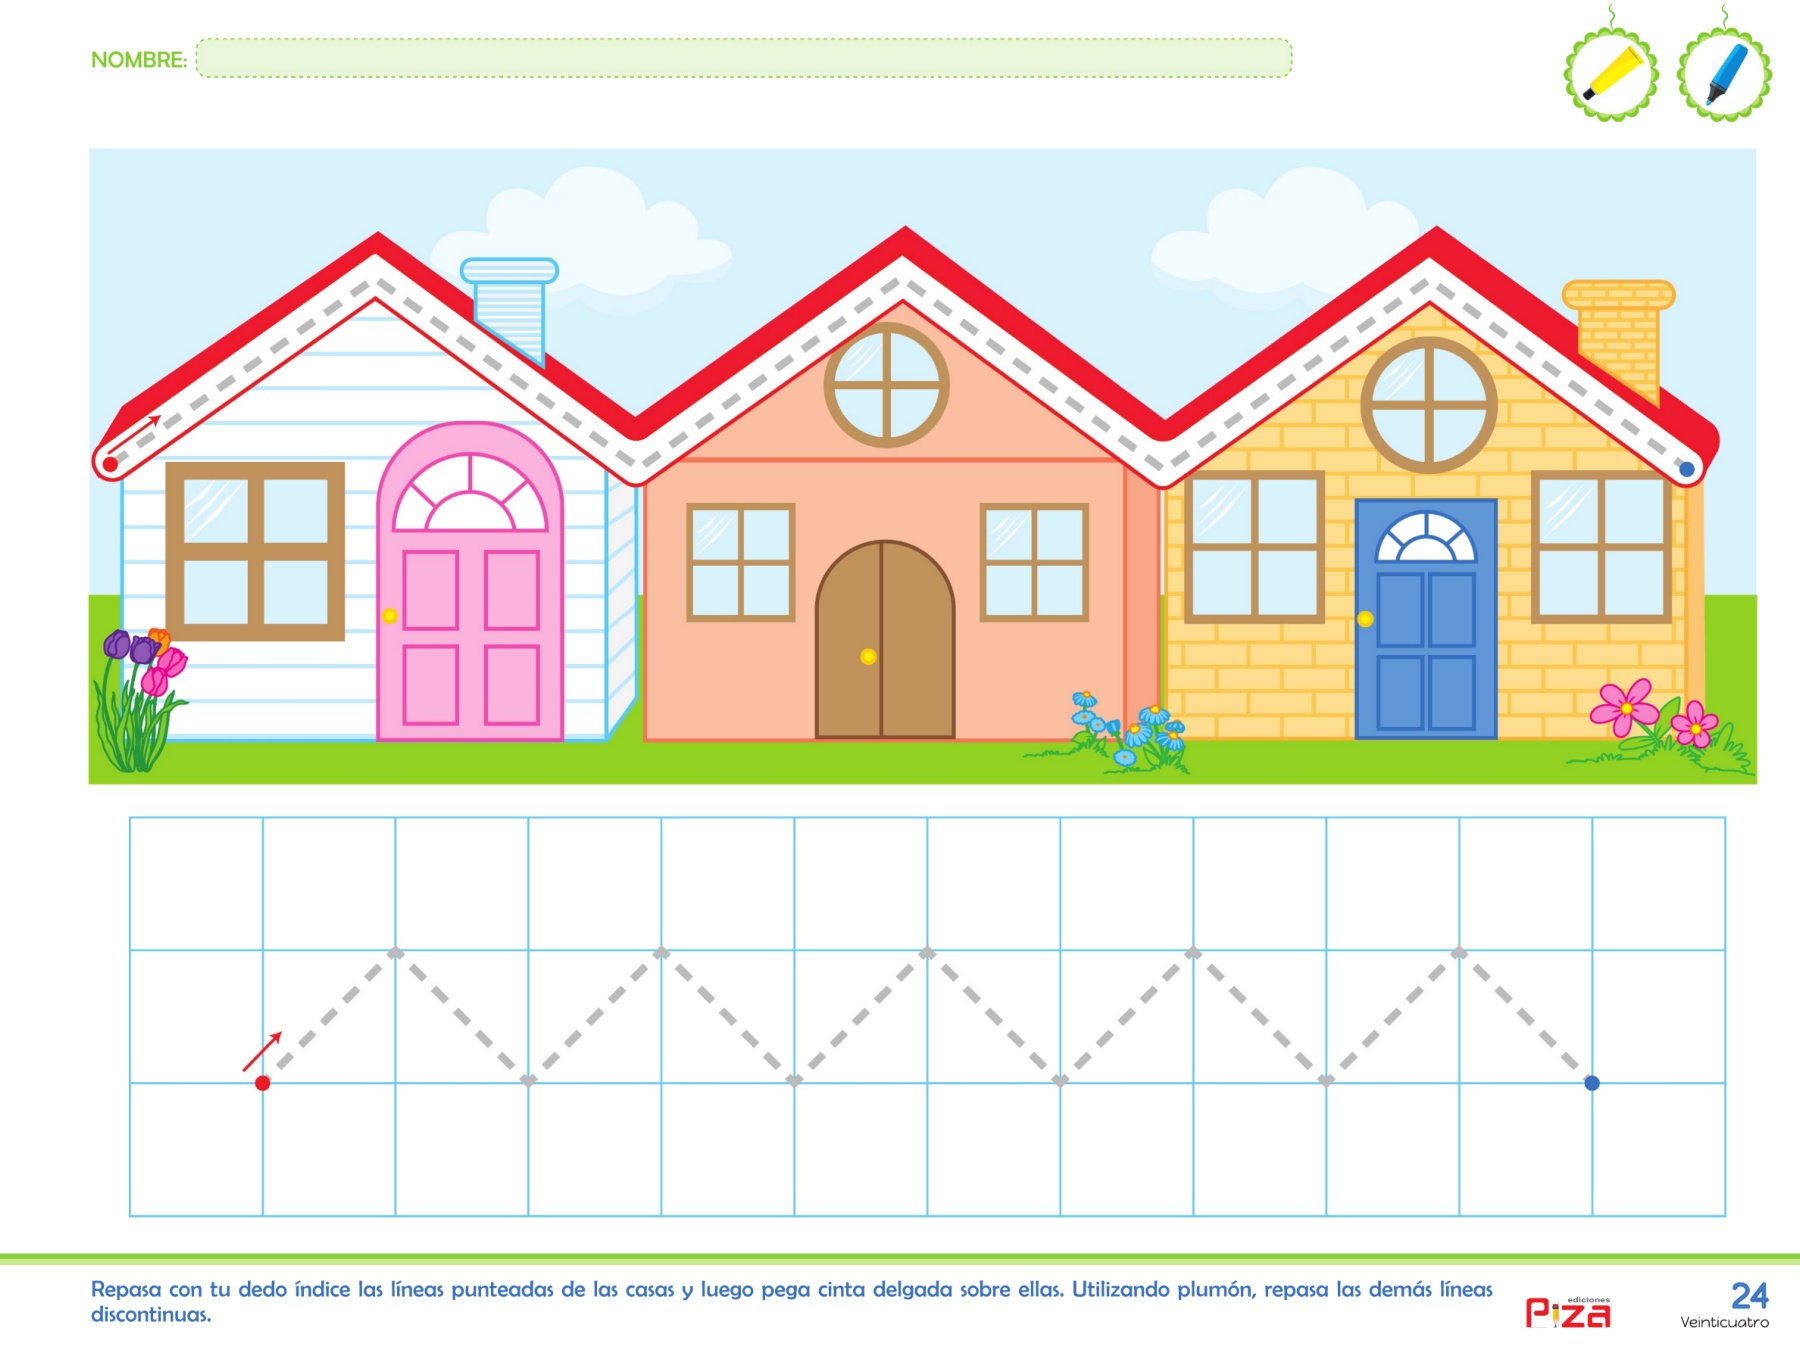 NOMBRE:
Repasa con tu dedo índice las líneas punteadas de las casas y luego pega cinta delgada sobre ellas. Utilizando plumón, repasa las demás líneas
discontinuas.
ediciones
Piza
24
Veinticuatro